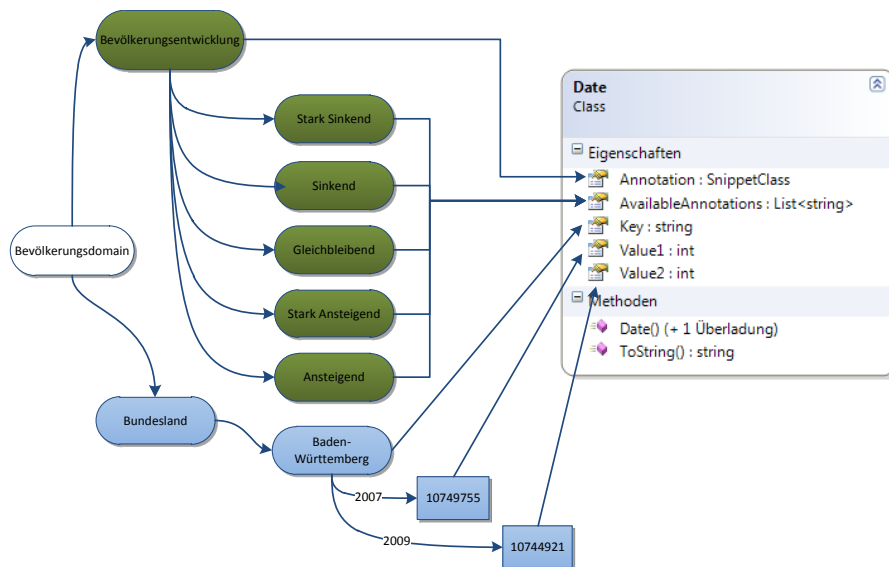 Bevölkerungsentwicklung
Stark Sinkend
Sinkend
Gleichbleibend
Stark Ansteigend
Ansteigend
Bevölkerungsdomain
Bundesland
Baden-
Württemberg
2007
10749755
2009
10744921
Date
Class
Eigenschaften
Annotation : SnippetClass
AvailableAnnotations : List<string>
Key : string
Value1 : int
Value2 : int
Methoden
Date() (+ 1 Überladung)
ToString() : string